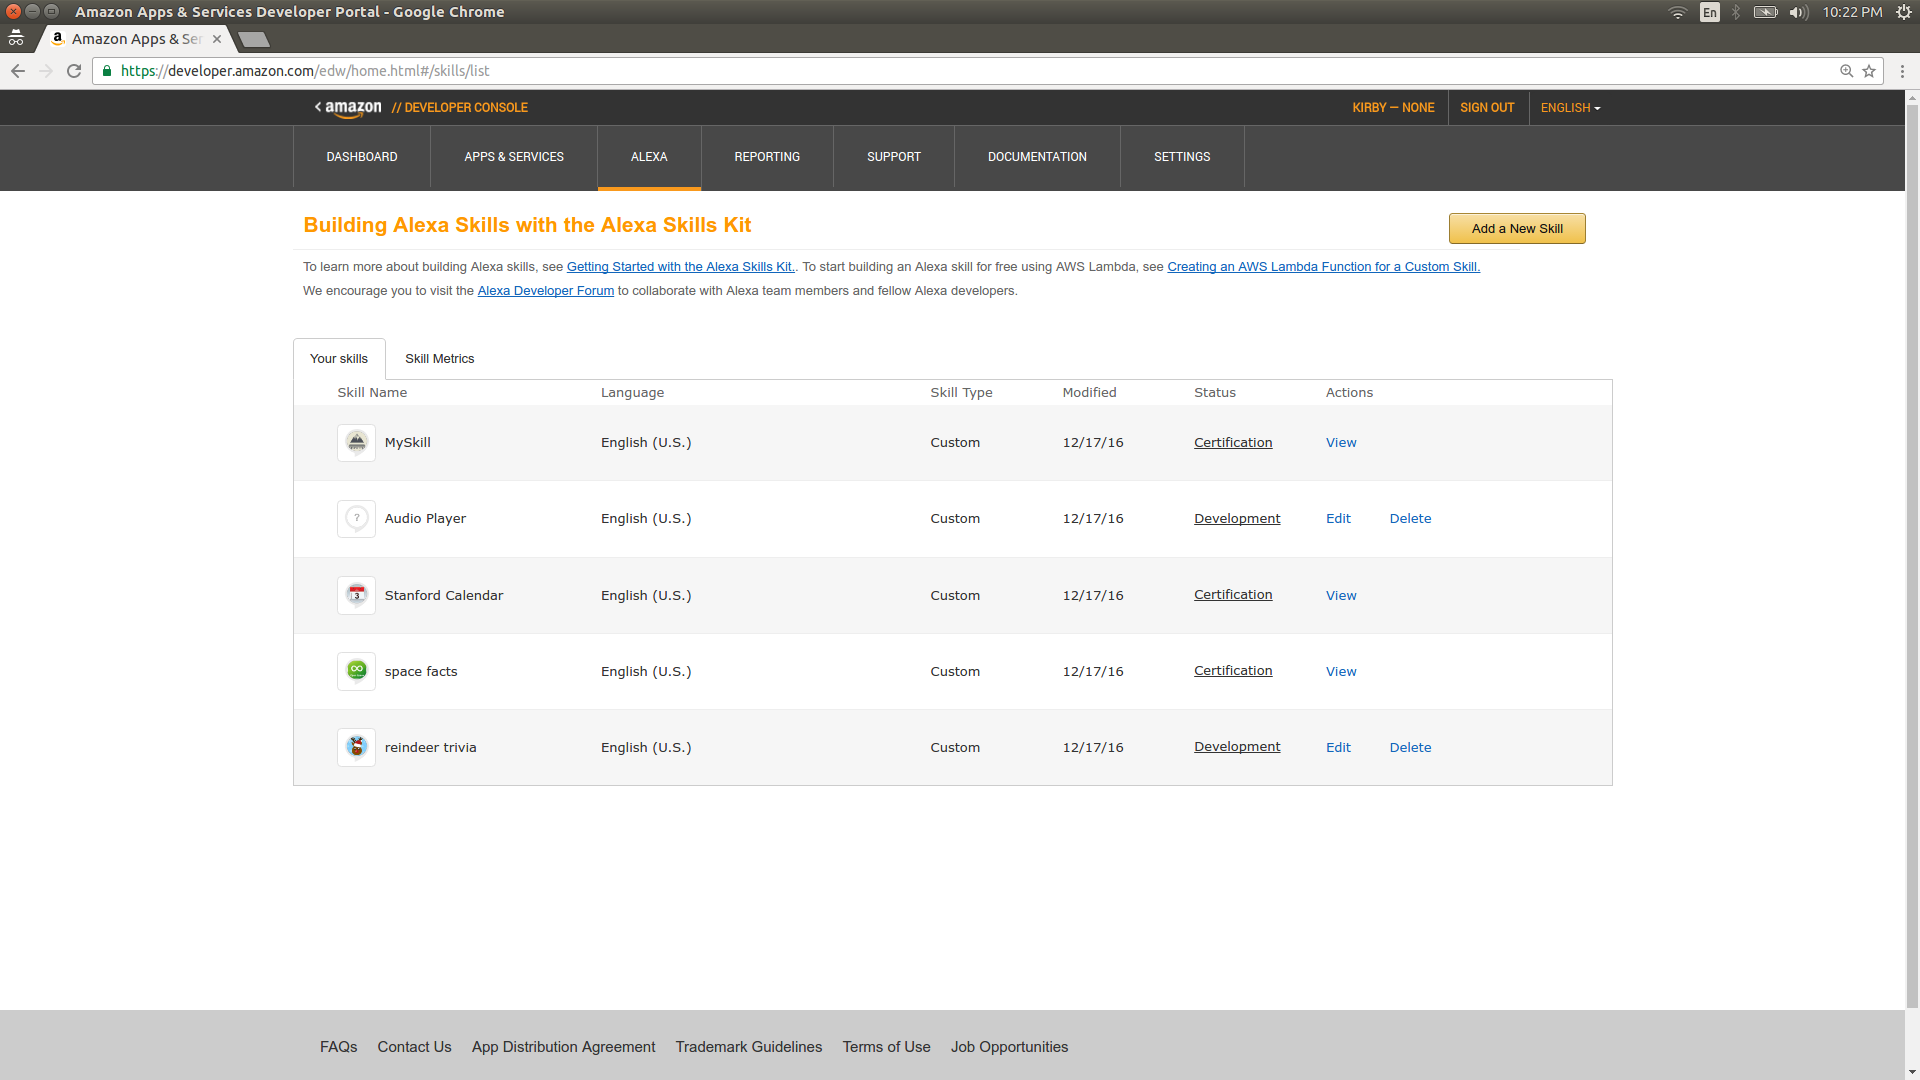 Amazon Apps & Services Developer Portal - Google Chrome
En
10:22 PM
Amazon Apps & Ser
https://developer.amazon.com/edw/home.html#/skills/list
amazon // DEVELOPER CONSOLE
KIRBY — NONE
SIGN OUT
ENGLISH
DASHBOARD
APPS & SERVICES
ALEXA
REPORTING
SUPPORT
DOCUMENTATION
SETTINGS
Building Alexa Skills with the Alexa Skills Kit
Add a New Skill
To learn more about building Alexa skills, see Getting Started with the Alexa Skills Kit.. To start building an Alexa skill for free using AWS Lambda, see Creating an AWS Lambda Function for a Custom Skill.
We encourage you to visit the Alexa Developer Forum to collaborate with Alexa team members and fellow Alexa developers.
Your skills
Skill Metrics
Skill Name Language Skill Type Modified Status Actions
MySkill English (U.S.) Custom 12/17/16 Certification View
? Audio Player English (U.S.) Custom 12/17/16 Development Edit Delete
3 Stanford Calendar English (U.S.) Custom 12/17/16 Certification View
space facts English (U.S.) Custom 12/17/16 Certification View
reindeer trivia English (U.S.) Custom 12/17/16 Development Edit Delete
FAQs Contact Us App Distribution Agreement Trademark Guidelines Terms of Use Job Opportunities